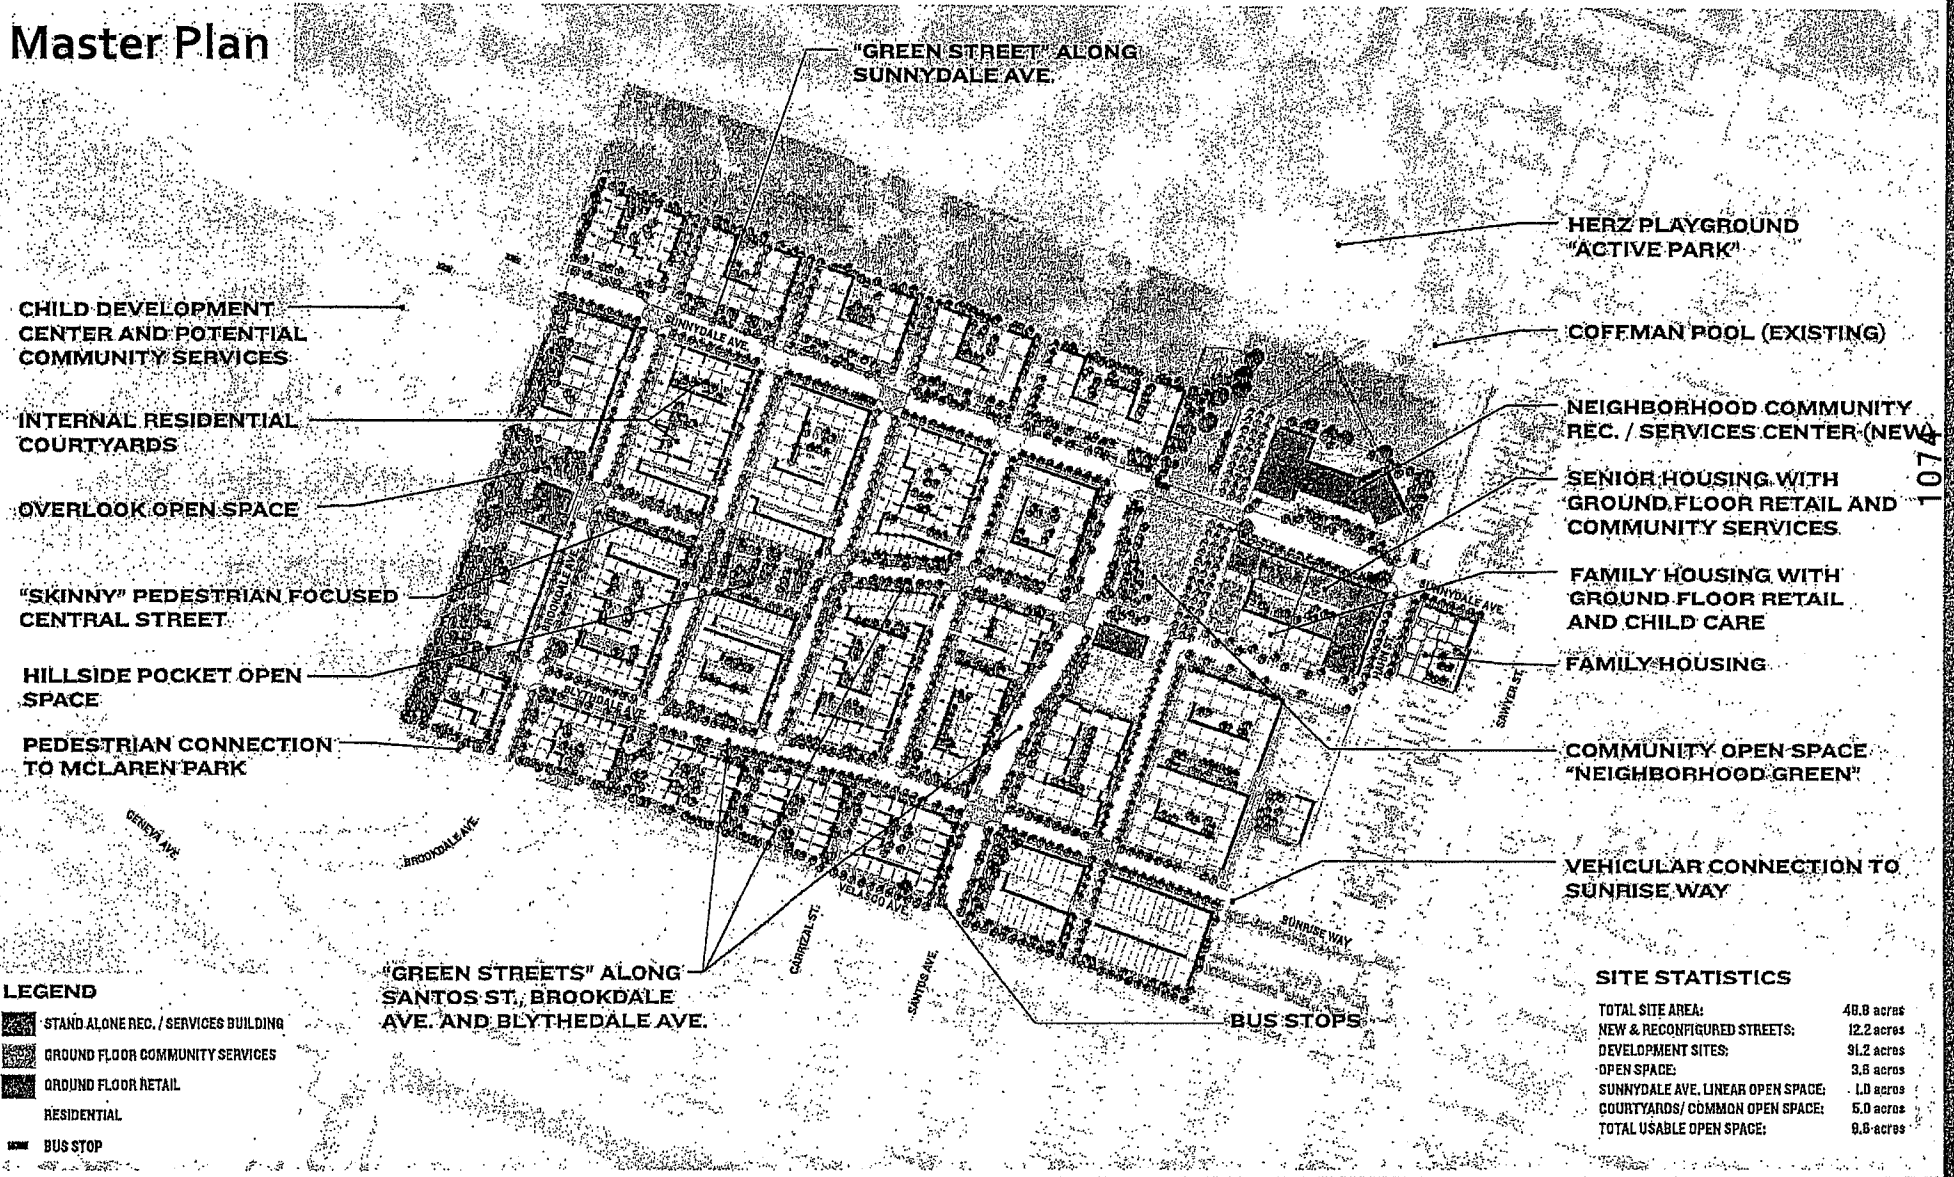 Master Plan
"GREEN STREET" ALONG
SUNNYDALE AVE.
HERZ PLAYGROUND
"ACTIVE PARK"
COFFMAN POOL (EXISTING)
NEIGHBORHOOD COMMUNITY
REC. / SERVICES CENTER (NEW)
1074
SENIOR HOUSING WITH
GROUND FLOOR RETAIL AND
COMMUNITY SERVICES
FAMILY HOUSING WITH
GROUND FLOOR RETAIL
AND CHILD CARE
FAMILY HOUSING
COMMUNITY OPEN SPACE
"NEIGHBORHOOD GREEN"
VEHICULAR CONNECTION TO
SUNRISE WAY
CHILD DEVELOPMENT
CENTER AND POTENTIAL
COMMUNITY SERVICES
INTERNAL RESIDENTIAL
COURTYARDS
OVERLOOK OPEN SPACE
"SKINNY" PEDESTRIAN FOCUSED
CENTRAL STREET
HILLSIDE POCKET OPEN
SPACE
PEDESTRIAN CONNECTION
TO MCLAREN PARK
SUNNYDALE AVE.
BROOKDALE AVE.
BLYTHDALE AVE.
SUNNYDALE AVE.
SAWYER ST.
GENEVA AVE.
BROOKDALE AVE.
VELASCO AVE.
CARRIZAL ST.
SANTOS AVE.
SUNRISE WAY
"GREEN STREETS" ALONG
SANTOS ST., BROOKDALE
AVE. AND BLYTHEDALE AVE.
BUS STOPS
LEGEND
STAND ALONE REC. / SERVICES BUILDING
GROUND FLOOR COMMUNITY SERVICES
GROUND FLOOR RETAIL
RESIDENTIAL
BUS STOP
SITE STATISTICS
TOTAL SITE AREA: 48.8 acres
NEW & RECONFIGURED STREETS: 12.2 acres
DEVELOPMENT SITES: 31.2 acres
OPEN SPACE: 3.6 acres
SUNNYDALE AVE. LINEAR OPEN SPACE: 1.0 acres
COURTYARDS/ COMMON OPEN SPACE: 5.0 acres
TOTAL USABLE OPEN SPACE: 9.6 acres